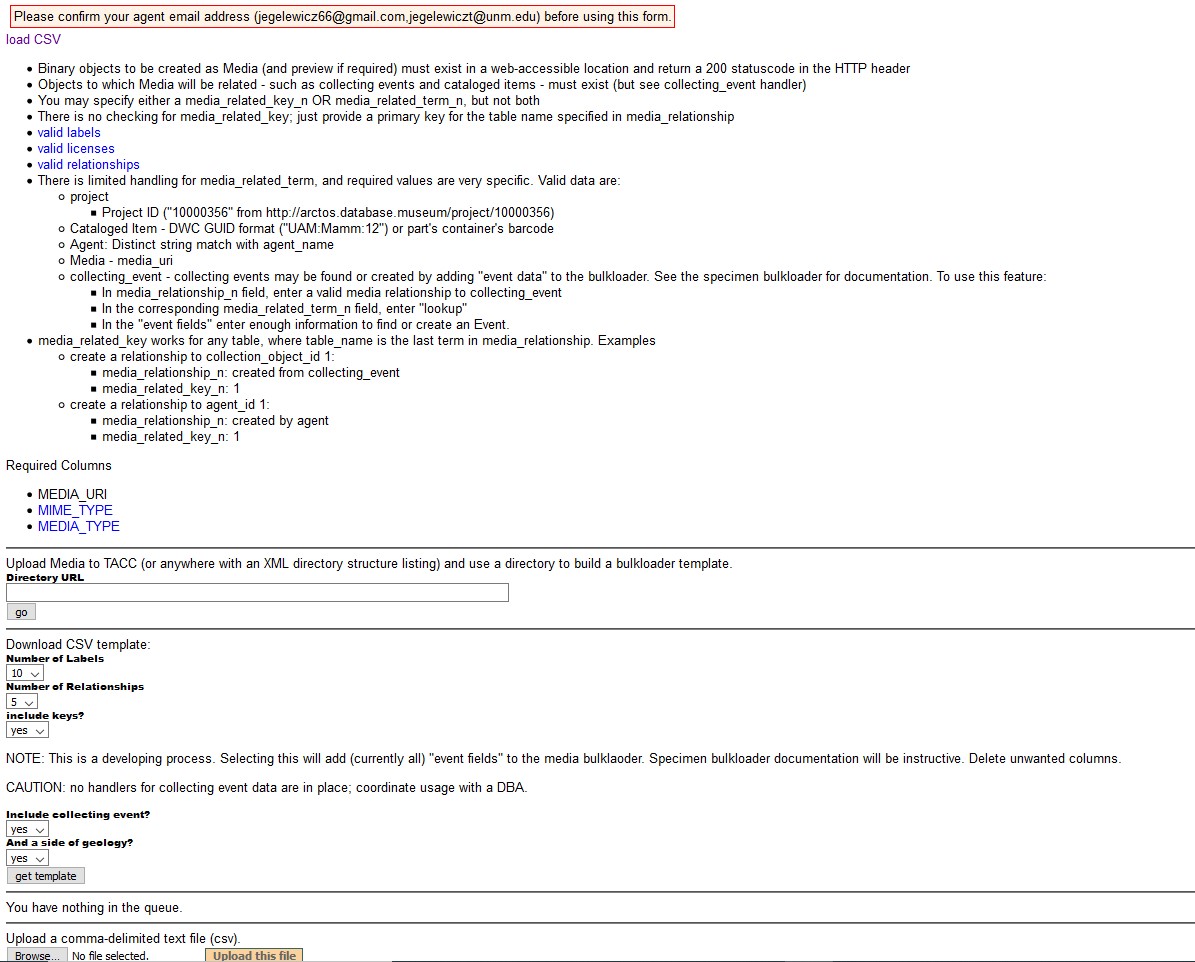 Please confirm your agent email address (jegelewicz66@gmail.com,jegelewiczt@unm.edu) before using this form.
load CSV
Binary objects to be created as Media (and preview if required) must exist in a web-accessible location and return a 200 statuscode in the HTTP header
Objects to which Media will be related - such as collecting events and cataloged items - must exist (but see collecting_event handler)
You may specify either a media_related_key_n OR media_related_term_n, but not both
There is no checking for media_related_key; just provide a primary key for the table name specified in media_relationship
valid labels
valid licenses
valid relationships
There is limited handling for media_related_term, and required values are very specific. Valid data are:
project
Project ID ("10000356" from http://arctos.database.museum/project/10000356)
Cataloged Item - DWC GUID format ("UAM:Mamm:12") or part's container's barcode
Agent: Distinct string match with agent_name
Media - media_uri
collecting_event - collecting events may be found or created by adding "event data" to the bulkloader. See the specimen bulkloader for documentation. To use this feature:
In media_relationship_n field, enter a valid media relationship to collecting_event
In the corresponding media_related_term_n field, enter "lookup"
In the "event fields" enter enough information to find or create an Event.
media_related_key works for any table, where table_name is the last term in media_relationship. Examples
create a relationship to collection_object_id 1:
media_relationship_n: created from collecting_event
media_related_key_n: 1
create a relationship to agent_id 1:
media_relationship_n: created by agent
media_related_key_n: 1
Required Columns
MEDIA_URI
MIME_TYPE
MEDIA_TYPE
Upload Media to TACC (or anywhere with an XML directory structure listing) and use a directory to build a bulkloader template.
Directory URL
go
Download CSV template:
Number of Labels
10
Number of Relationships
5
include keys?
yes
NOTE: This is a developing process. Selecting this will add (currently all) "event fields" to the media bulklaoder. Specimen bulkloader documentation will be instructive. Delete unwanted columns.
CAUTION: no handlers for collecting event data are in place; coordinate usage with a DBA.
Include collecting event?
yes
And a side of geology?
yes
get template
You have nothing in the queue.
Upload a comma-delimited text file (csv).
Browse... No file selected. Upload this file